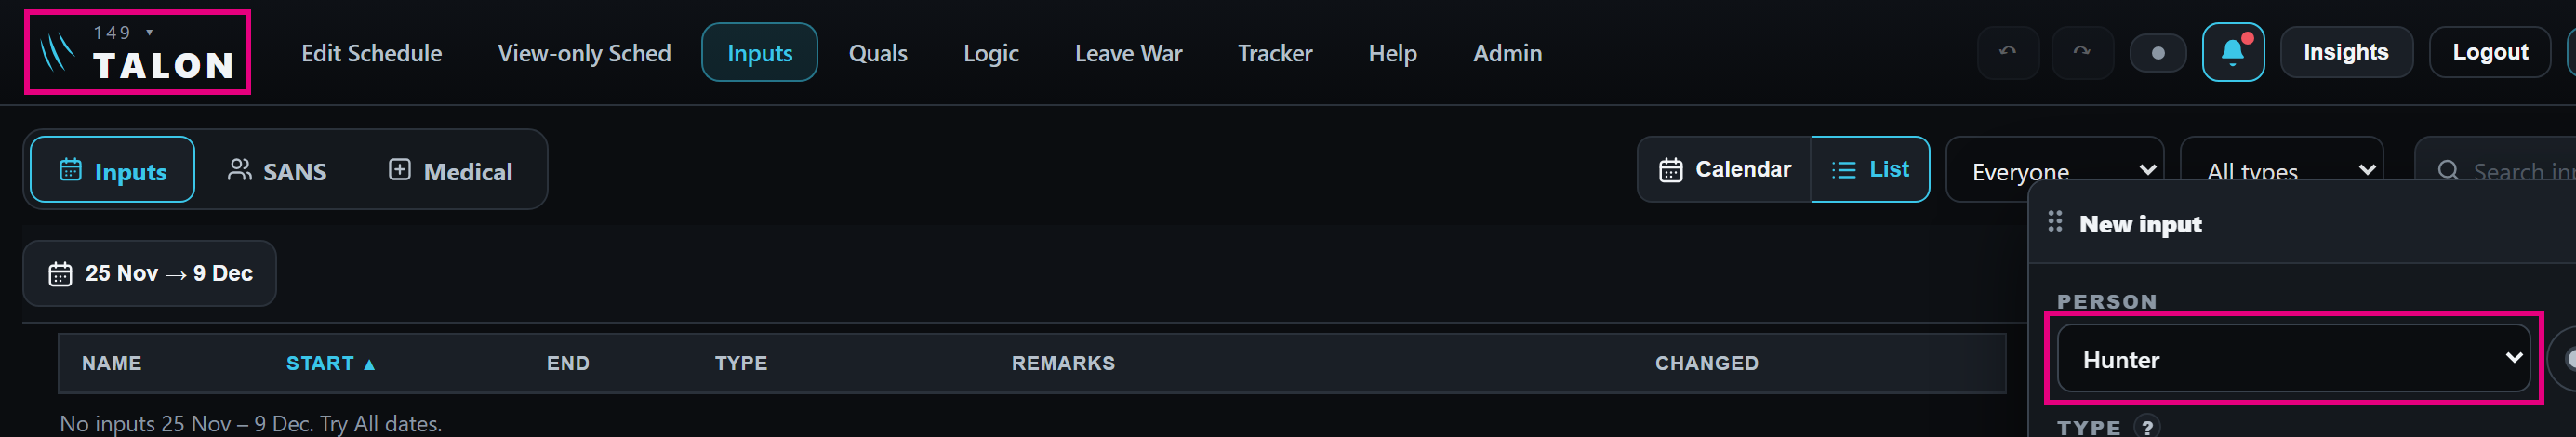 149 ▾
TALON
Edit Schedule
View-only Sched
Inputs
Quals
Logic
Leave War
Tracker
Help
Admin
Insights
Logout
Inputs
SANS
Medical
Calendar
List
Everyone
All types
Search in
New input
25 Nov → 9 Dec
PERSON
Hunter
TYPE ?
NAME
START ▲
END
TYPE
REMARKS
CHANGED
No inputs 25 Nov – 9 Dec. Try All dates.